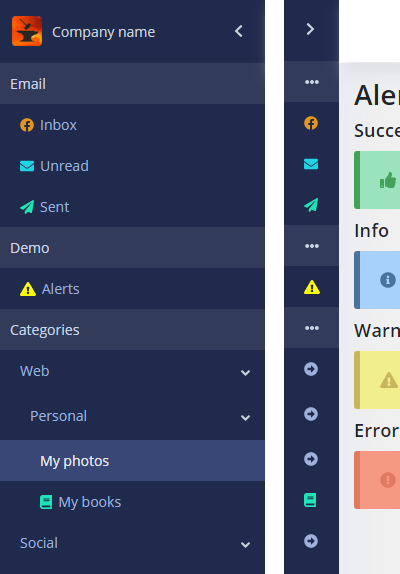 Company name
Email
Inbox
Unread
Sent
Demo
Alerts
Categories
Web
Personal
My photos
My books
Social
Aler
Succe
Info
Warn
Error